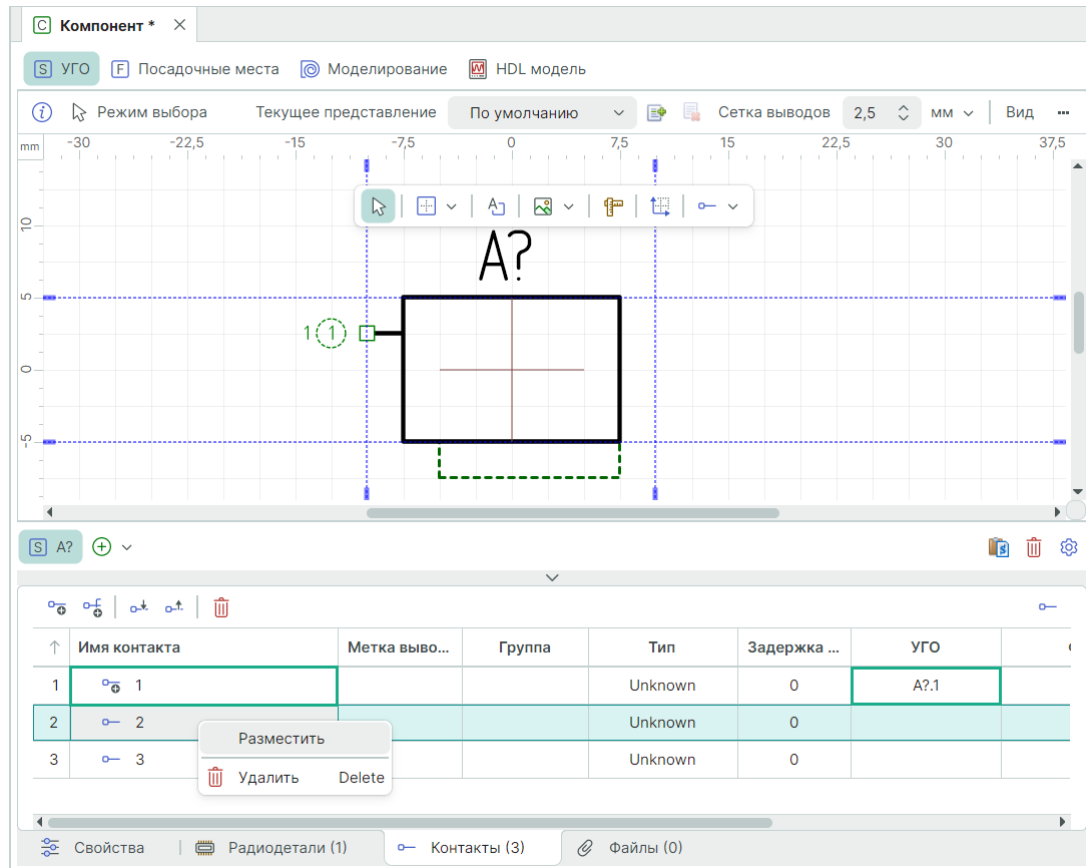 C Компонент *
S УГО F Посадочные места Моделирование HDL модель
Режим выбора Текущее представление По умолчанию Сетка выводов 2,5 мм Вид
mm -30 -22,5 -15 -7,5 0 7,5 15 22,5 30 37,5
10
A?
5
1 1
0
-5
S A?
Имя контакта Метка выво... Группа Тип Задержка ... УГО
1 1 Unknown 0 A?.1
2 2 Unknown 0
Разместить
3 3 Unknown 0
Удалить Delete
Свойства Радиодетали (1) Контакты (3) Файлы (0)